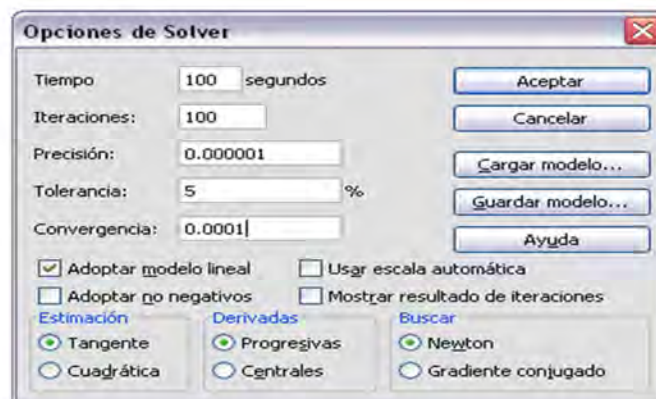 Opciones de Solver
Tiempo 100 segundos Aceptar
Iteraciones: 100 Cancelar
Precisión: 0.000001 Cargar modelo...
Tolerancia: 5 % Guardar modelo...
Convergencia: 0.0001 Ayuda
Adoptar modelo lineal Usar escala automática
Adoptar no negativos Mostrar resultado de iteraciones
Estimación Derivadas Buscar
Tangente Progresivas Newton
Cuadrática Centrales Gradiente conjugado